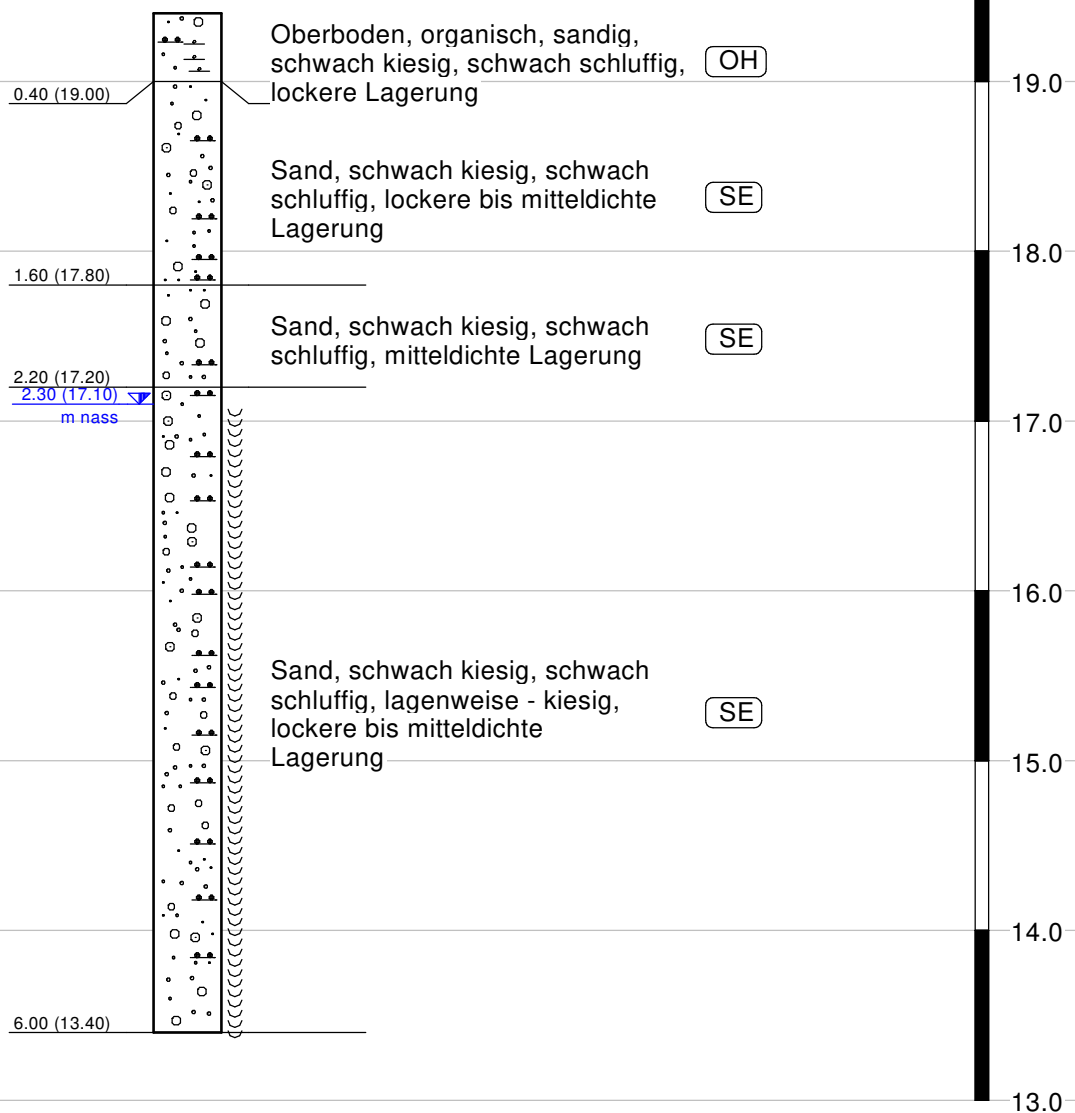 Oberboden, organisch, sandig,
schwach kiesig, schwach schluffig,
lockere Lagerung
OH
19.0
0.40 (19.00)
Sand, schwach kiesig, schwach
schluffig, lockere bis mitteldichte
Lagerung
SE
18.0
1.60 (17.80)
Sand, schwach kiesig, schwach
schluffig, mitteldichte Lagerung
SE
2.20 (17.20)
2.30 (17.10)
m nass
17.0
16.0
Sand, schwach kiesig, schwach
schluffig, lagenweise - kiesig,
lockere bis mitteldichte
Lagerung
SE
15.0
14.0
6.00 (13.40)
13.0